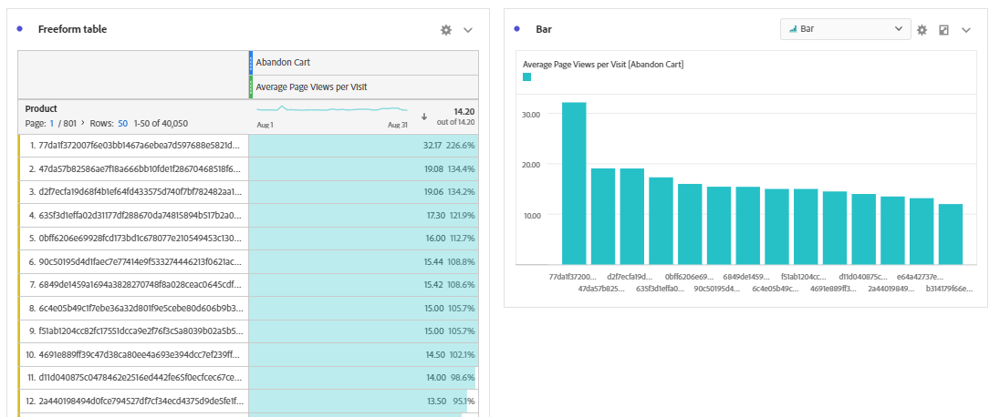 Freeform table
Abandon Cart
Average Page Views per Visit
Product
Page: 1 / 801 > Rows: 50 1-50 of 40,050
Aug 1
Aug 31
14.20
out of 14.20
1. 77da1f372007f6e03bb1467a6ebea7d597688e5821d... 32.17 226.6%
2. 47da57b82586ae7f18a666bb10fde1f28670468518f6... 19.08 134.4%
3. d2f7ecfa19d68f4b1ef64fd433575d740f7bf782482aa1... 19.06 134.2%
4. 635f3d1effa02d31177df288670da74815894b517b2a0... 17.30 121.9%
5. 0bff6206e69928fcd173bd1c678077e210549453c130... 16.00 112.7%
6. 90c50195d4d1faec7e77414e9f533274446213f0621ac... 15.44 108.8%
7. 6849de1459a1694a3828270748f8a028ceac0645cdf... 15.42 108.6%
8. 6c4e05b49c1f7ebe36a32d801f9e5cebe80d606b9b3... 15.00 105.7%
9. f51ab1204cc82fc17551dcca9e2f76f3c5a8039b02a5b5... 15.00 105.7%
10. 4691e889ff39c47d38ca80ee4a693e394dcc7ef239ff... 14.50 102.1%
11. d11d040875c0478462e2516ed442fe65f0ecfcec67ce... 14.00 98.6%
12. 2a440198494d0fce794527df7cf34ecd4375d9de5fe1f... 13.50 95.1%
Bar
Bar
Average Page Views per Visit [Abandon Cart]
30.00
20.00
10.00
77da1f37200... d2f7ecfa19d... 0bff6206e69... 6849de1459... f51ab1204cc... d11d040875c... e64a42737e...
47da57b825... 635f3d1effa0... 90c50195d4... 6c4e05b49c... 4691e889ff3... 2a44019849... b314179f66e...